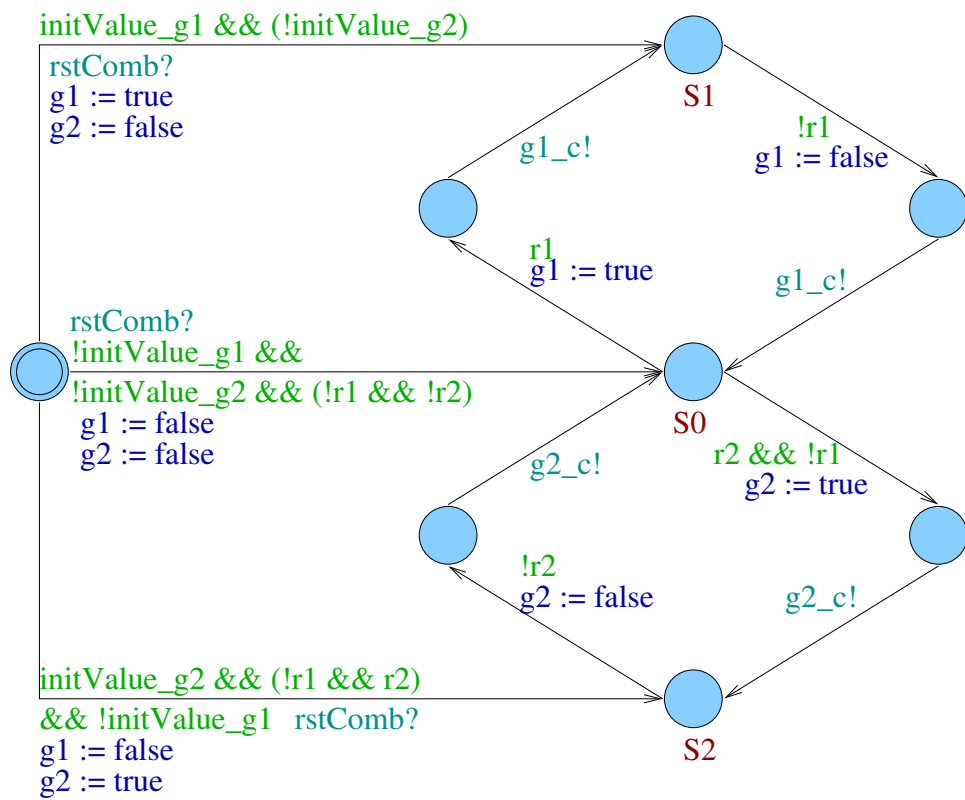 initValue_g1 && (!initValue_g2)
rstComb?
g1 := true
g2 := false
S1
!r1
g1 := false
g1_c!
r1
g1 := true
g1_c!
rstComb?
!initValue_g1 &&
!initValue_g2 && (!r1 && !r2)
g1 := false
g2 := false
S0
r2 && !r1
g2 := true
g2_c!
!r2
g2 := false
g2_c!
initValue_g2 && (!r1 && r2)
&& !initValue_g1 rstComb?
g1 := false
g2 := true
S2